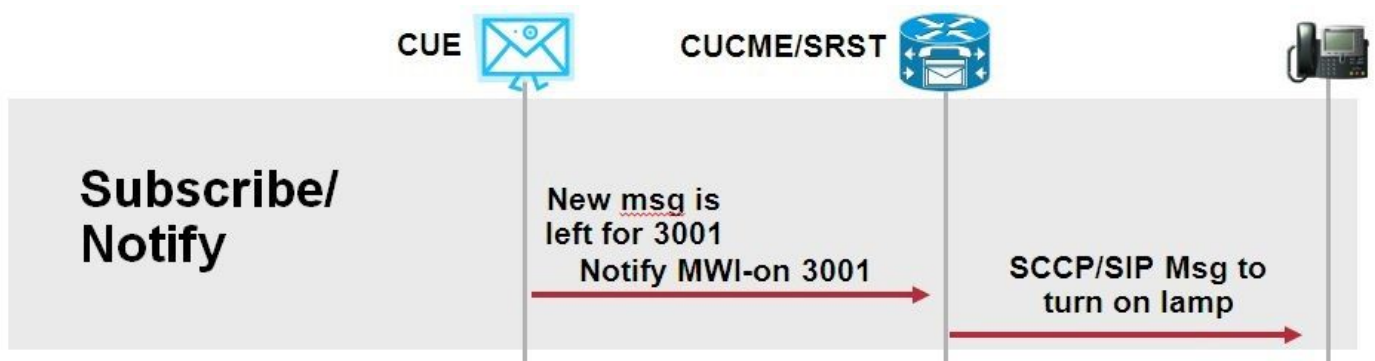 CUE
CUCME/SRST
Subscribe/
Notify
New msg is
left for 3001
Notify MWI-on 3001
SCCP/SIP Msg to
turn on lamp